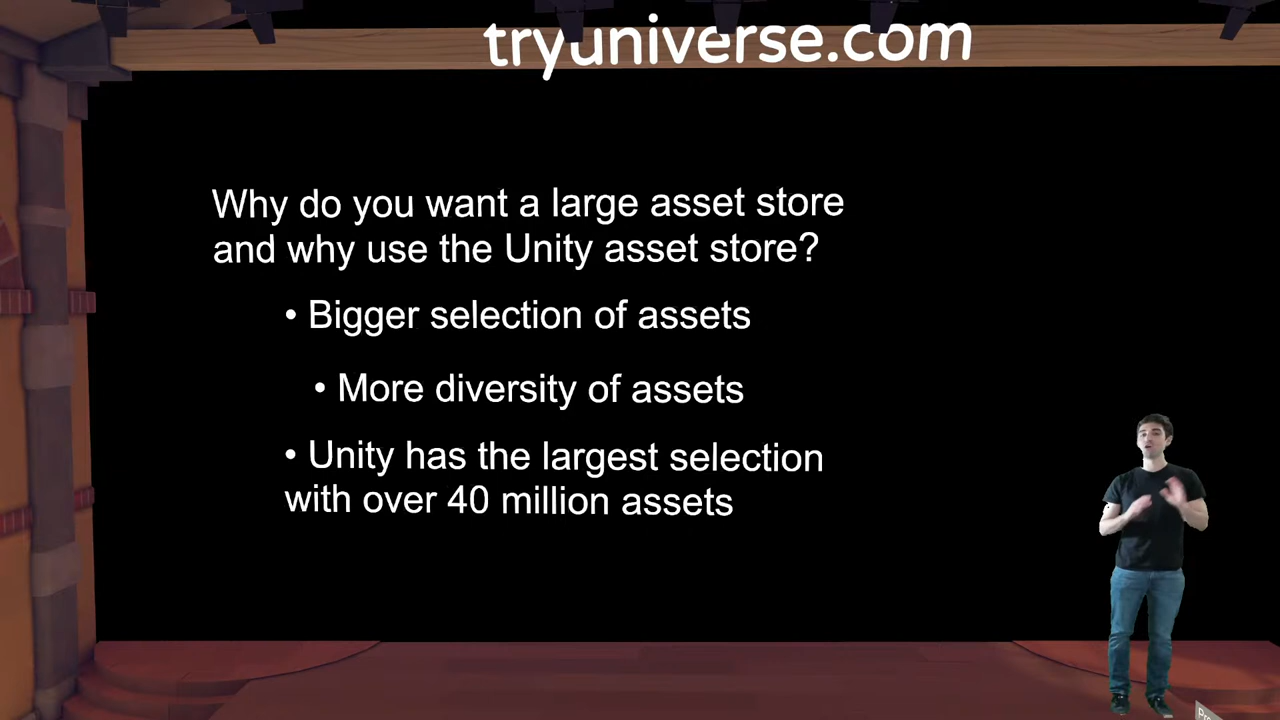 tryuniverse.com
Why do you want a large asset store
and why use the Unity asset store?
• Bigger selection of assets
• More diversity of assets
• Unity has the largest selection
with over 40 million assets